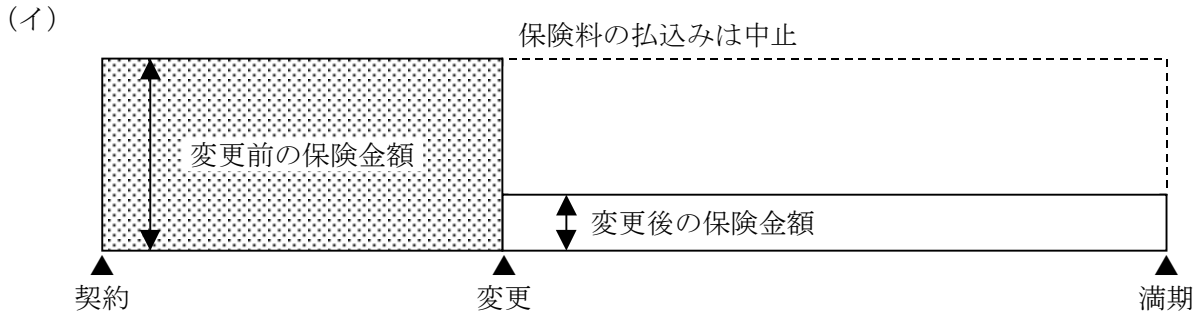 (イ)
保険料の払込みは中止
変更前の保険金額
変更後の保険金額
契約
変更
満期